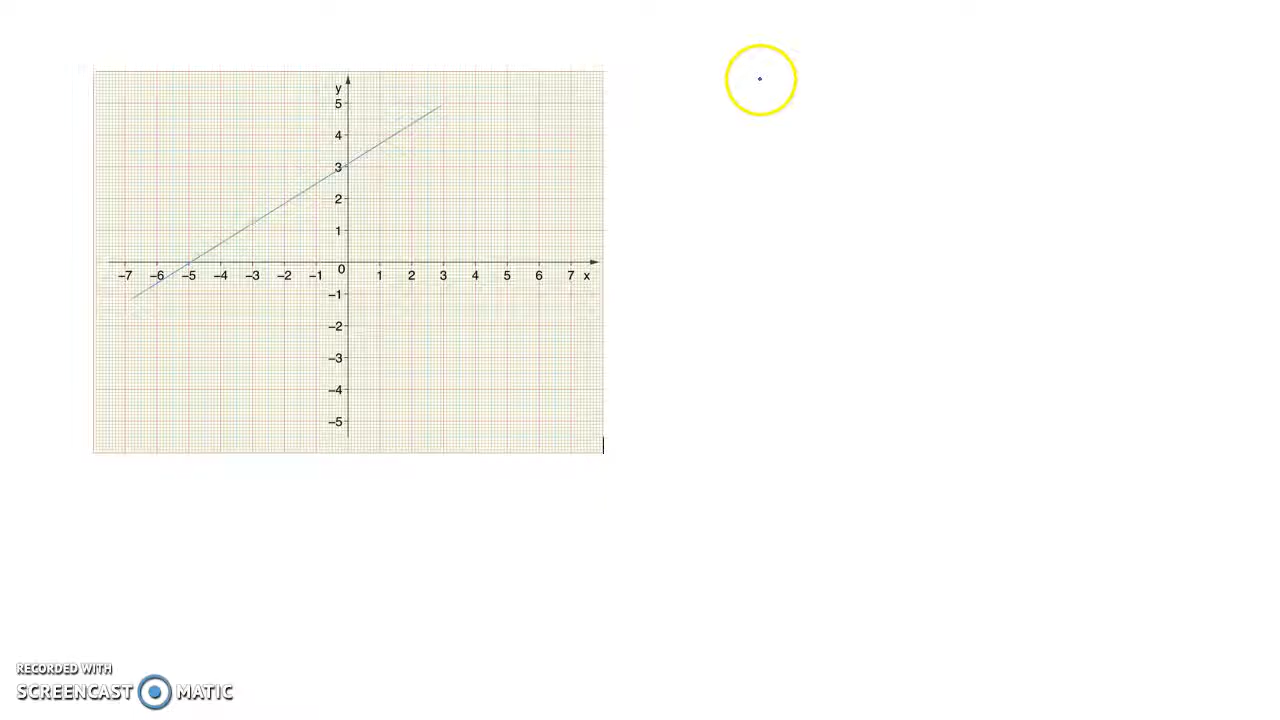 y
5
4
3
2
1
0
−7 −6 −5 −4 −3 −2 −1 1 2 3 4 5 6 7 x
−1
−2
−3
−4
−5
RECORDED WITH
SCREENCAST MATIC